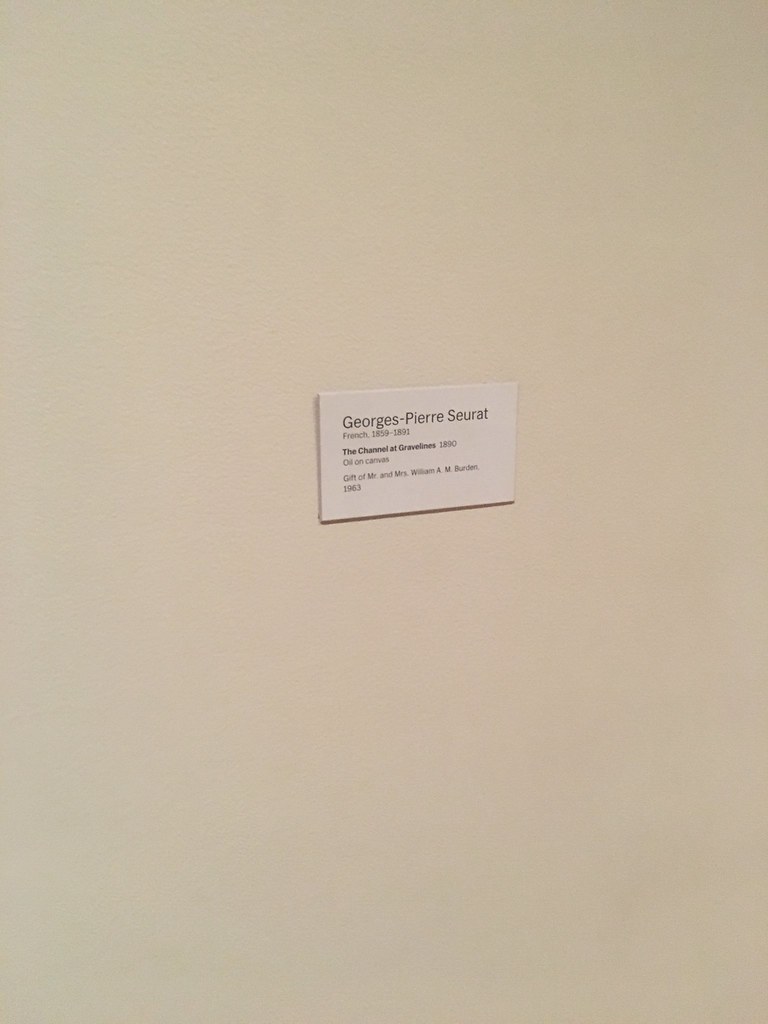 Georges-Pierre Seurat
French, 1859–1891
The Channel at Gravelines 1890
Oil on canvas
Gift of Mr. and Mrs. William A. M. Burden,
1963